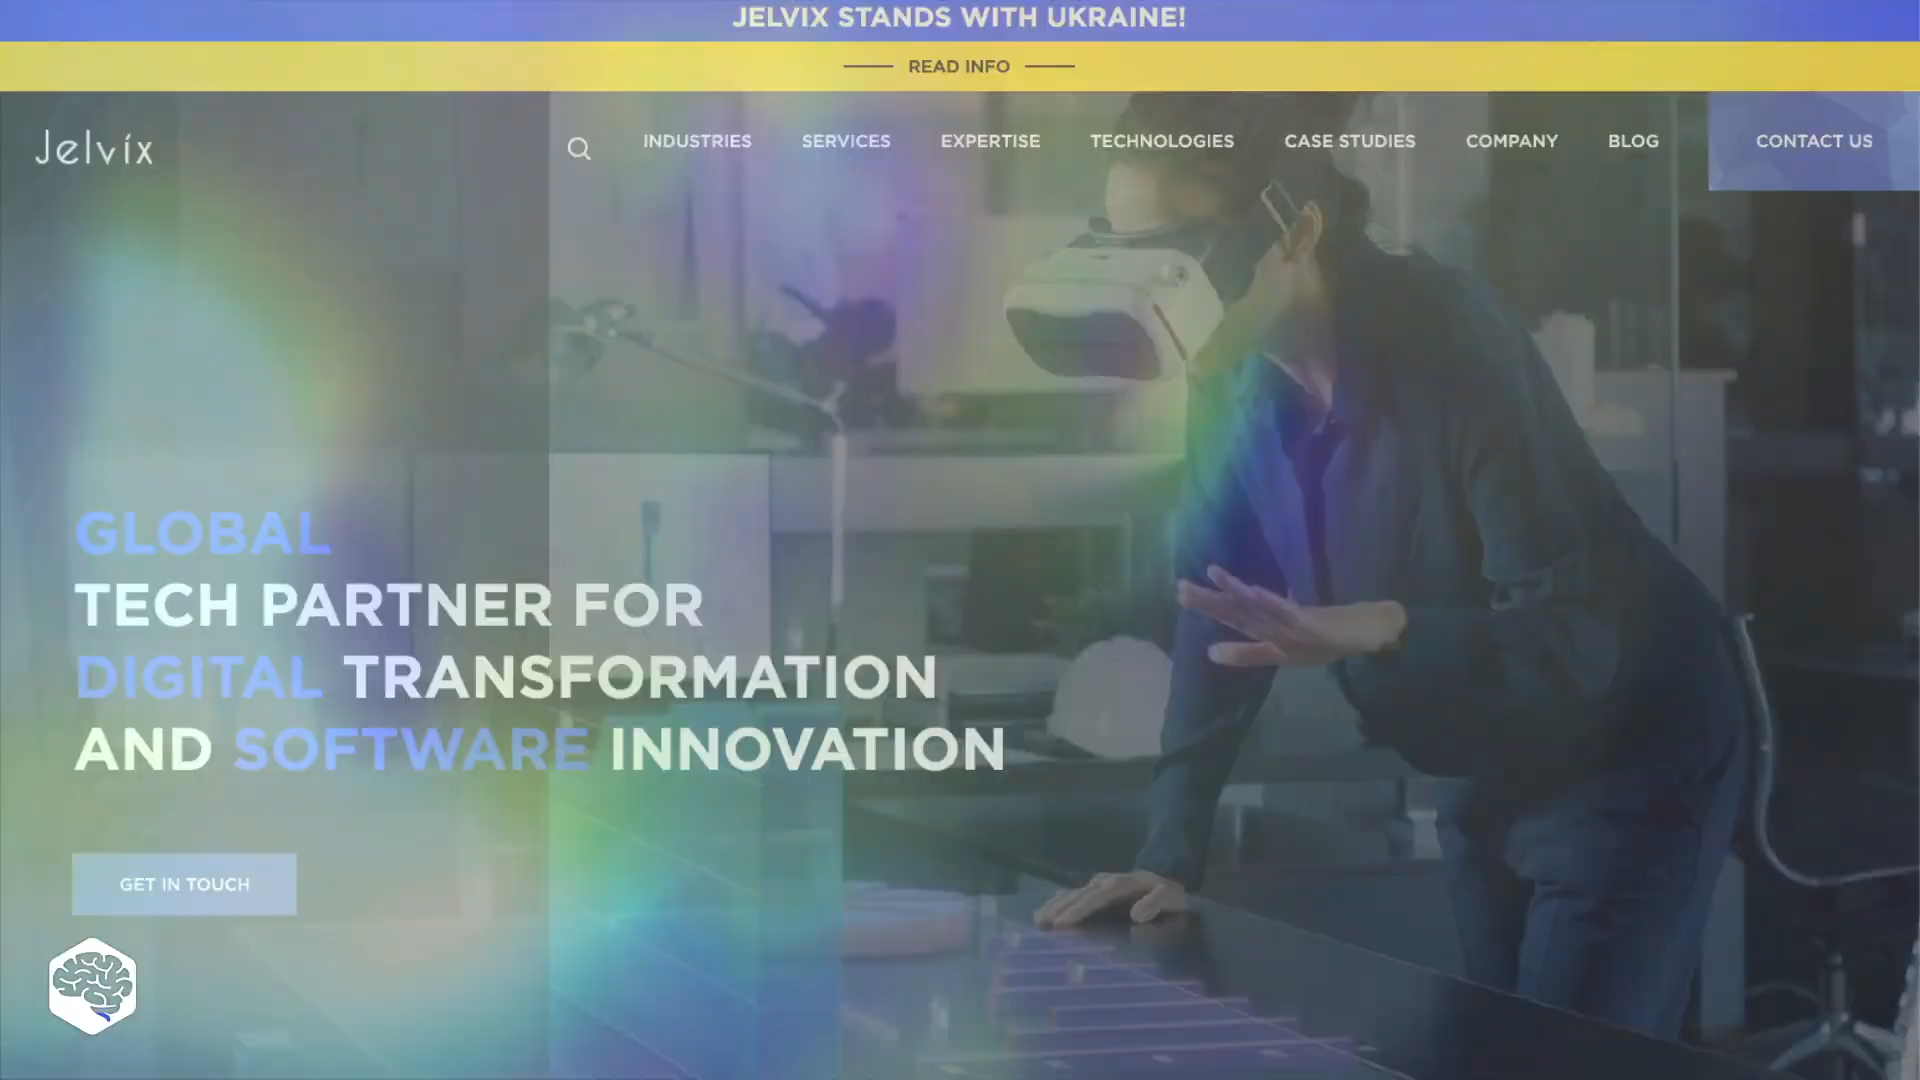 JELVIX STANDS WITH UKRAINE!
READ INFO
Jelvix
INDUSTRIES SERVICES EXPERTISE TECHNOLOGIES CASE STUDIES COMPANY BLOG CONTACT US
GLOBAL
TECH PARTNER FOR
DIGITAL TRANSFORMATION
AND SOFTWARE INNOVATION
GET IN TOUCH